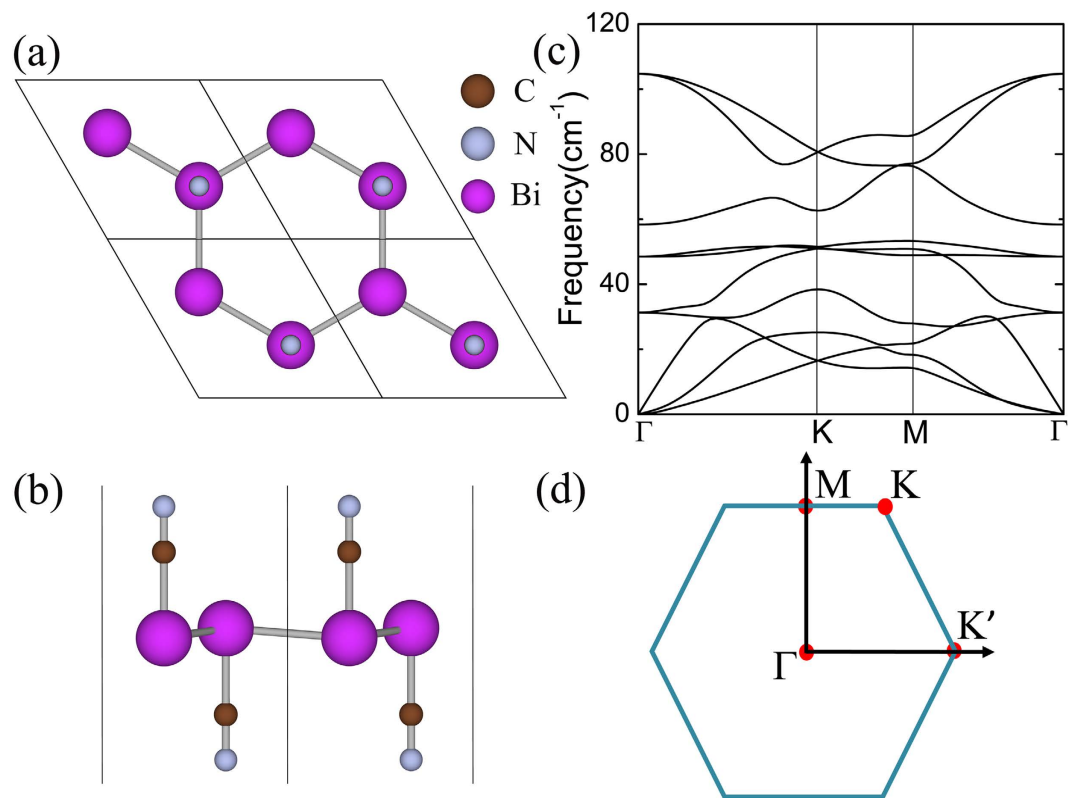 (a)
C
N
Bi
(b)
(c)
Frequency(cm⁻¹)
120
80
40
0
Γ K M Γ
(d)
M K
Γ K’